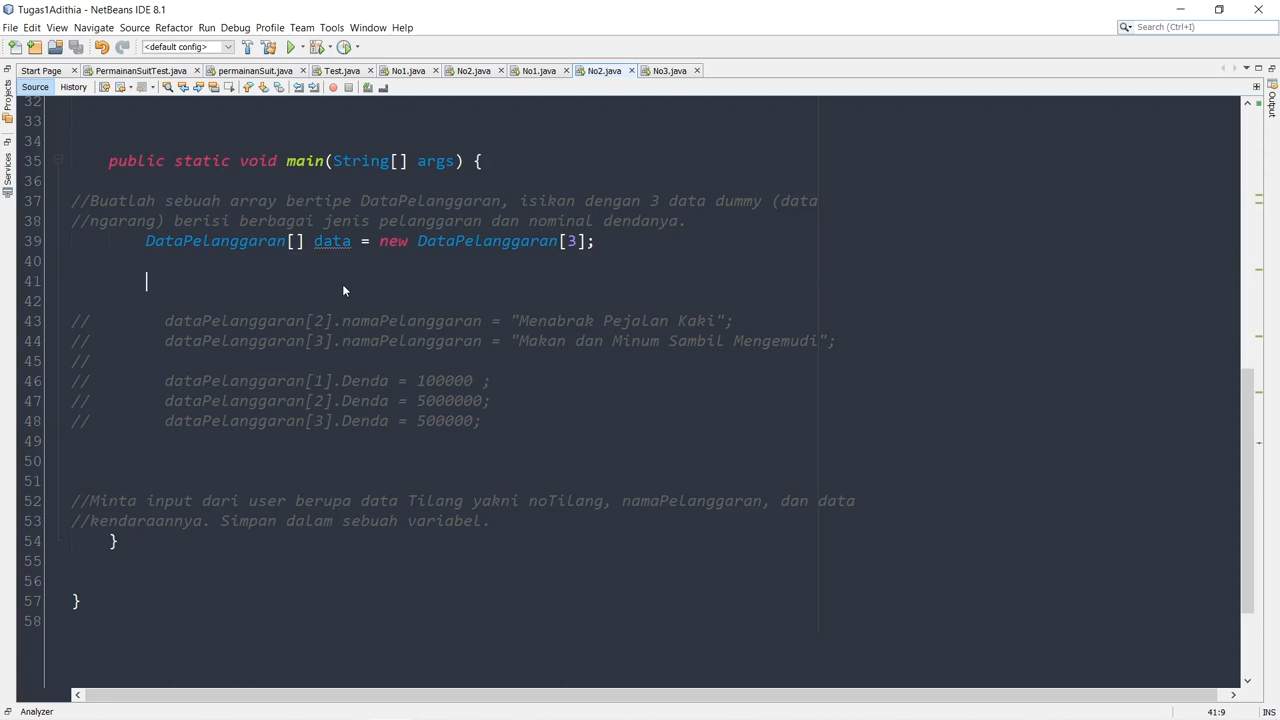 Tugas1Adithia - NetBeans IDE 8.1
File Edit View Navigate Source Refactor Run Debug Profile Team Tools Window Help
Search (Ctrl+I)
<default config>
Start Page PermainanSuitTest.java permainanSuit.java Test.java No1.java No2.java No1.java No2.java No3.java
Source History
Projects
Services
Output
32
33
34
35 public static void main(String[] args) {
36
37 //Buatlah sebuah array bertipe DataPelanggaran, isikan dengan 3 data dummy (data
38 //ngarang) berisi berbagai jenis pelanggaran dan nominal dendanya.
39 DataPelanggaran[] data = new DataPelanggaran[3];
40
41
42
43 // dataPelanggaran[2].namaPelanggaran = "Menabrak Pejalan Kaki";
44 // dataPelanggaran[3].namaPelanggaran = "Makan dan Minum Sambil Mengemudi";
45 //
46 // dataPelanggaran[1].Denda = 100000 ;
47 // dataPelanggaran[2].Denda = 5000000;
48 // dataPelanggaran[3].Denda = 500000;
49
50
51
52 //Minta input dari user berupa data Tilang yakni noTilang, namaPelanggaran, dan data
53 //kendaraannya. Simpan dalam sebuah variabel.
54 }
55
56
57 }
58
Analyzer
41:9 INS